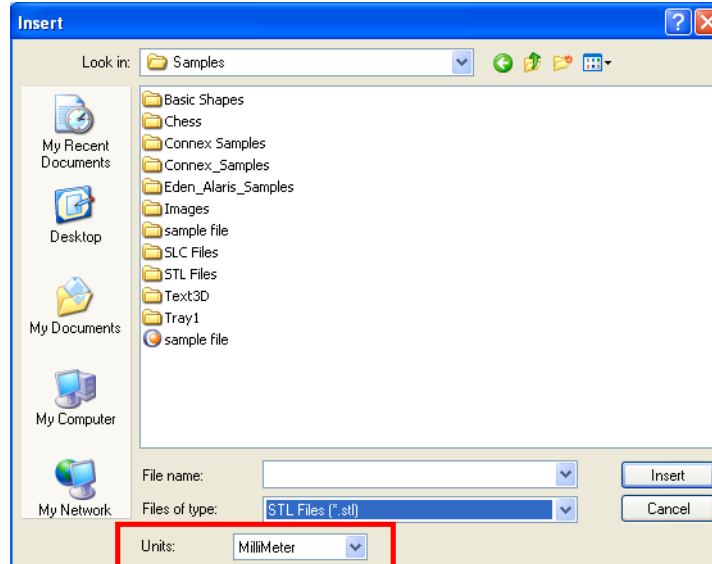 Insert
Look in: Samples
My Recent
Documents
Desktop
My Documents
My Computer
My Network
Basic Shapes
Chess
Connex Samples
Connex_Samples
Eden_Alaris_Samples
Images
sample file
SLC Files
STL Files
Text3D
Tray1
sample file
File name:
Insert
Files of type: STL Files (*.stl)
Cancel
Units: MilliMeter